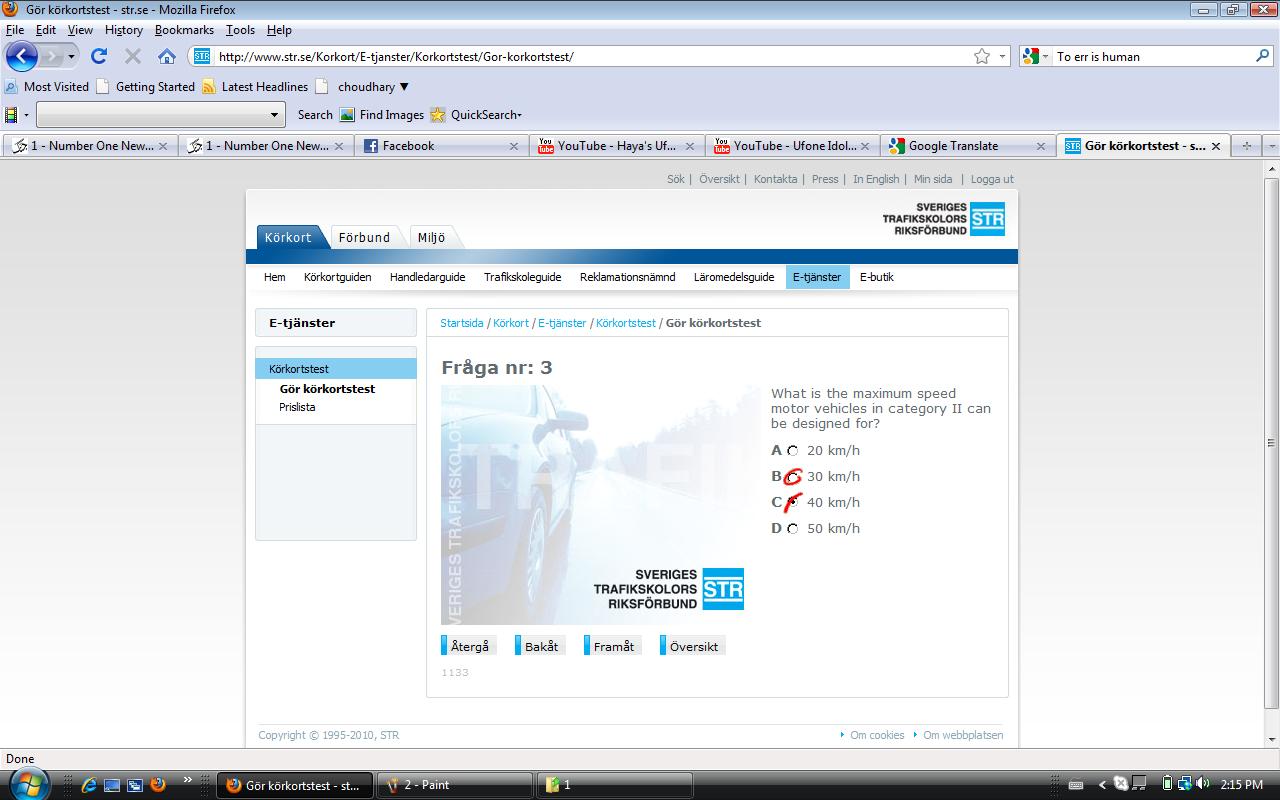 Gör körkortstest - str.se - Mozilla Firefox
File Edit View History Bookmarks Tools Help
http://www.str.se/Korkort/E-tjanster/Korkortstest/Gor-korkortstest/
To err is human
Most Visited Getting Started Latest Headlines choudhary ▼
Search Find Images QuickSearch
1 - Number One New... 1 - Number One New... Facebook YouTube - Haya's Uf... YouTube - Ufone Idol... Google Translate Gör körkortstest - s...
Sök | Översikt | Kontakta | Press | In English | Min sida | Logga ut
SVERIGES
TRAFIKSKOLORS
RIKSFÖRBUND
STR
Körkort Förbund Miljö
Hem Körkortguiden Handledarguide Trafikskoleguide Reklamationsnämnd Läromedelsguide E-tjänster E-butik
E-tjänster
Körkortstest
Gör körkortstest
Prislista
Startsida / Körkort / E-tjänster / Körkortstest / Gör körkortstest
Fråga nr: 3
VERIGES TRAFIKSKOLORS R
TRAFI
SVERIGES
TRAFIKSKOLORS
RIKSFÖRBUND
STR
What is the maximum speed
motor vehicles in category II can
be designed for?
A 20 km/h
B 30 km/h
C 40 km/h
D 50 km/h
Återgå Bakåt Framåt Översikt
1133
Copyright © 1995-2010, STR Om cookies Om webbplatsen
Done
Gör körkortstest - st... 2 - Paint 1 2:15 PM